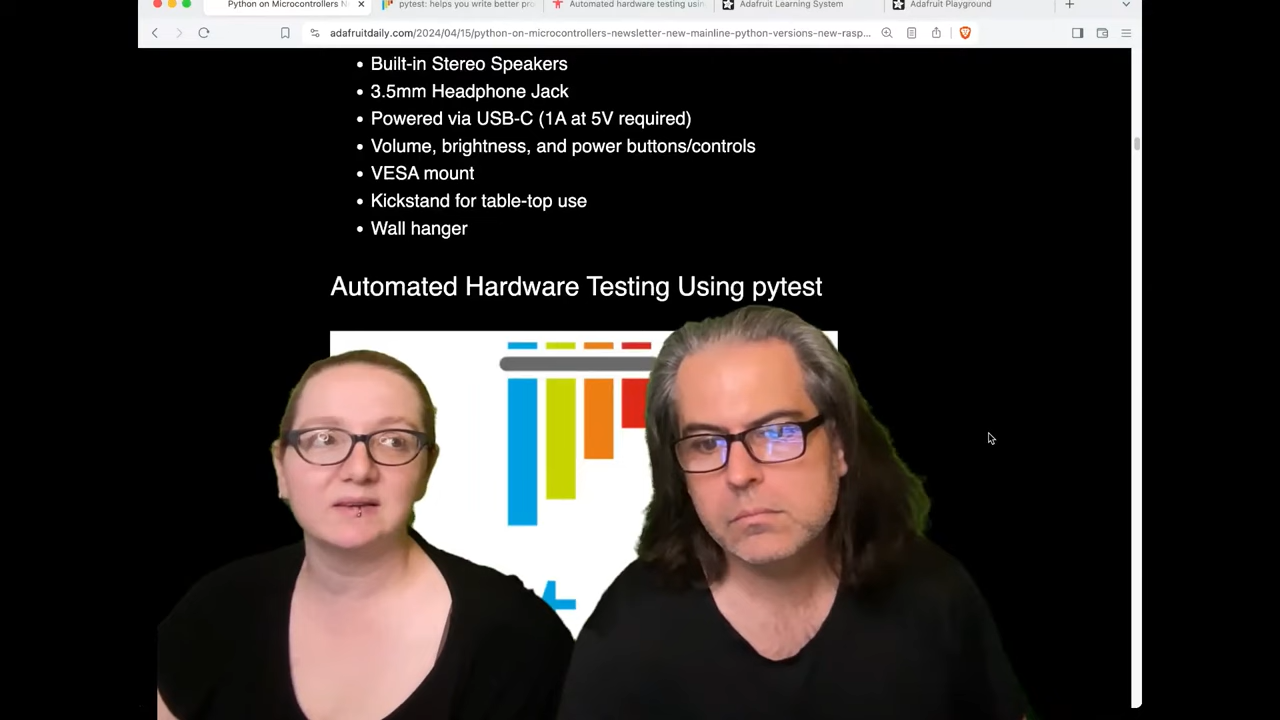 Python on Microcontrollers N
pytest: helps you write better pro
Automated hardware testing usin
Adafruit Learning System
Adafruit Playground
adafruitdaily.com/2024/04/15/python-on-microcontrollers-newsletter-new-mainline-python-versions-new-rasp...
Built-in Stereo Speakers
3.5mm Headphone Jack
Powered via USB-C (1A at 5V required)
Volume, brightness, and power buttons/controls
VESA mount
Kickstand for table-top use
Wall hanger
Automated Hardware Testing Using pytest